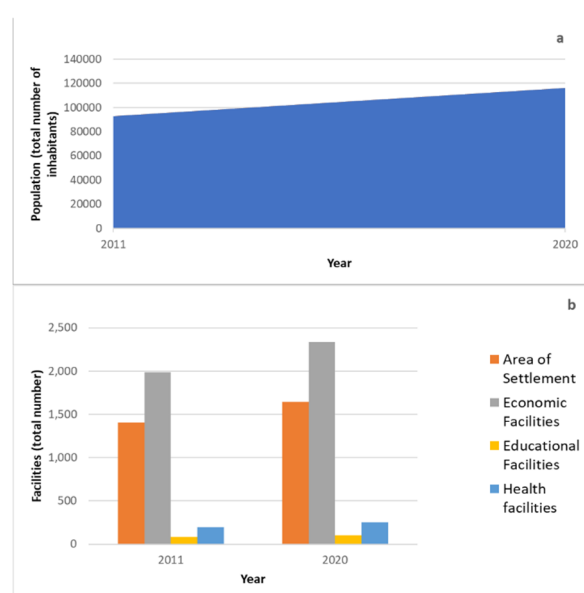 a
140000
120000
100000
80000
60000
40000
20000
0
Population (total number of
inhabitants)
2011
2020
Year
b
2,500
2,000
1,500
1,000
500
0
Facilities (total number)
2011
2020
Year
Area of
Settlement
Economic
Facilities
Educational
Facilities
Health
facilities